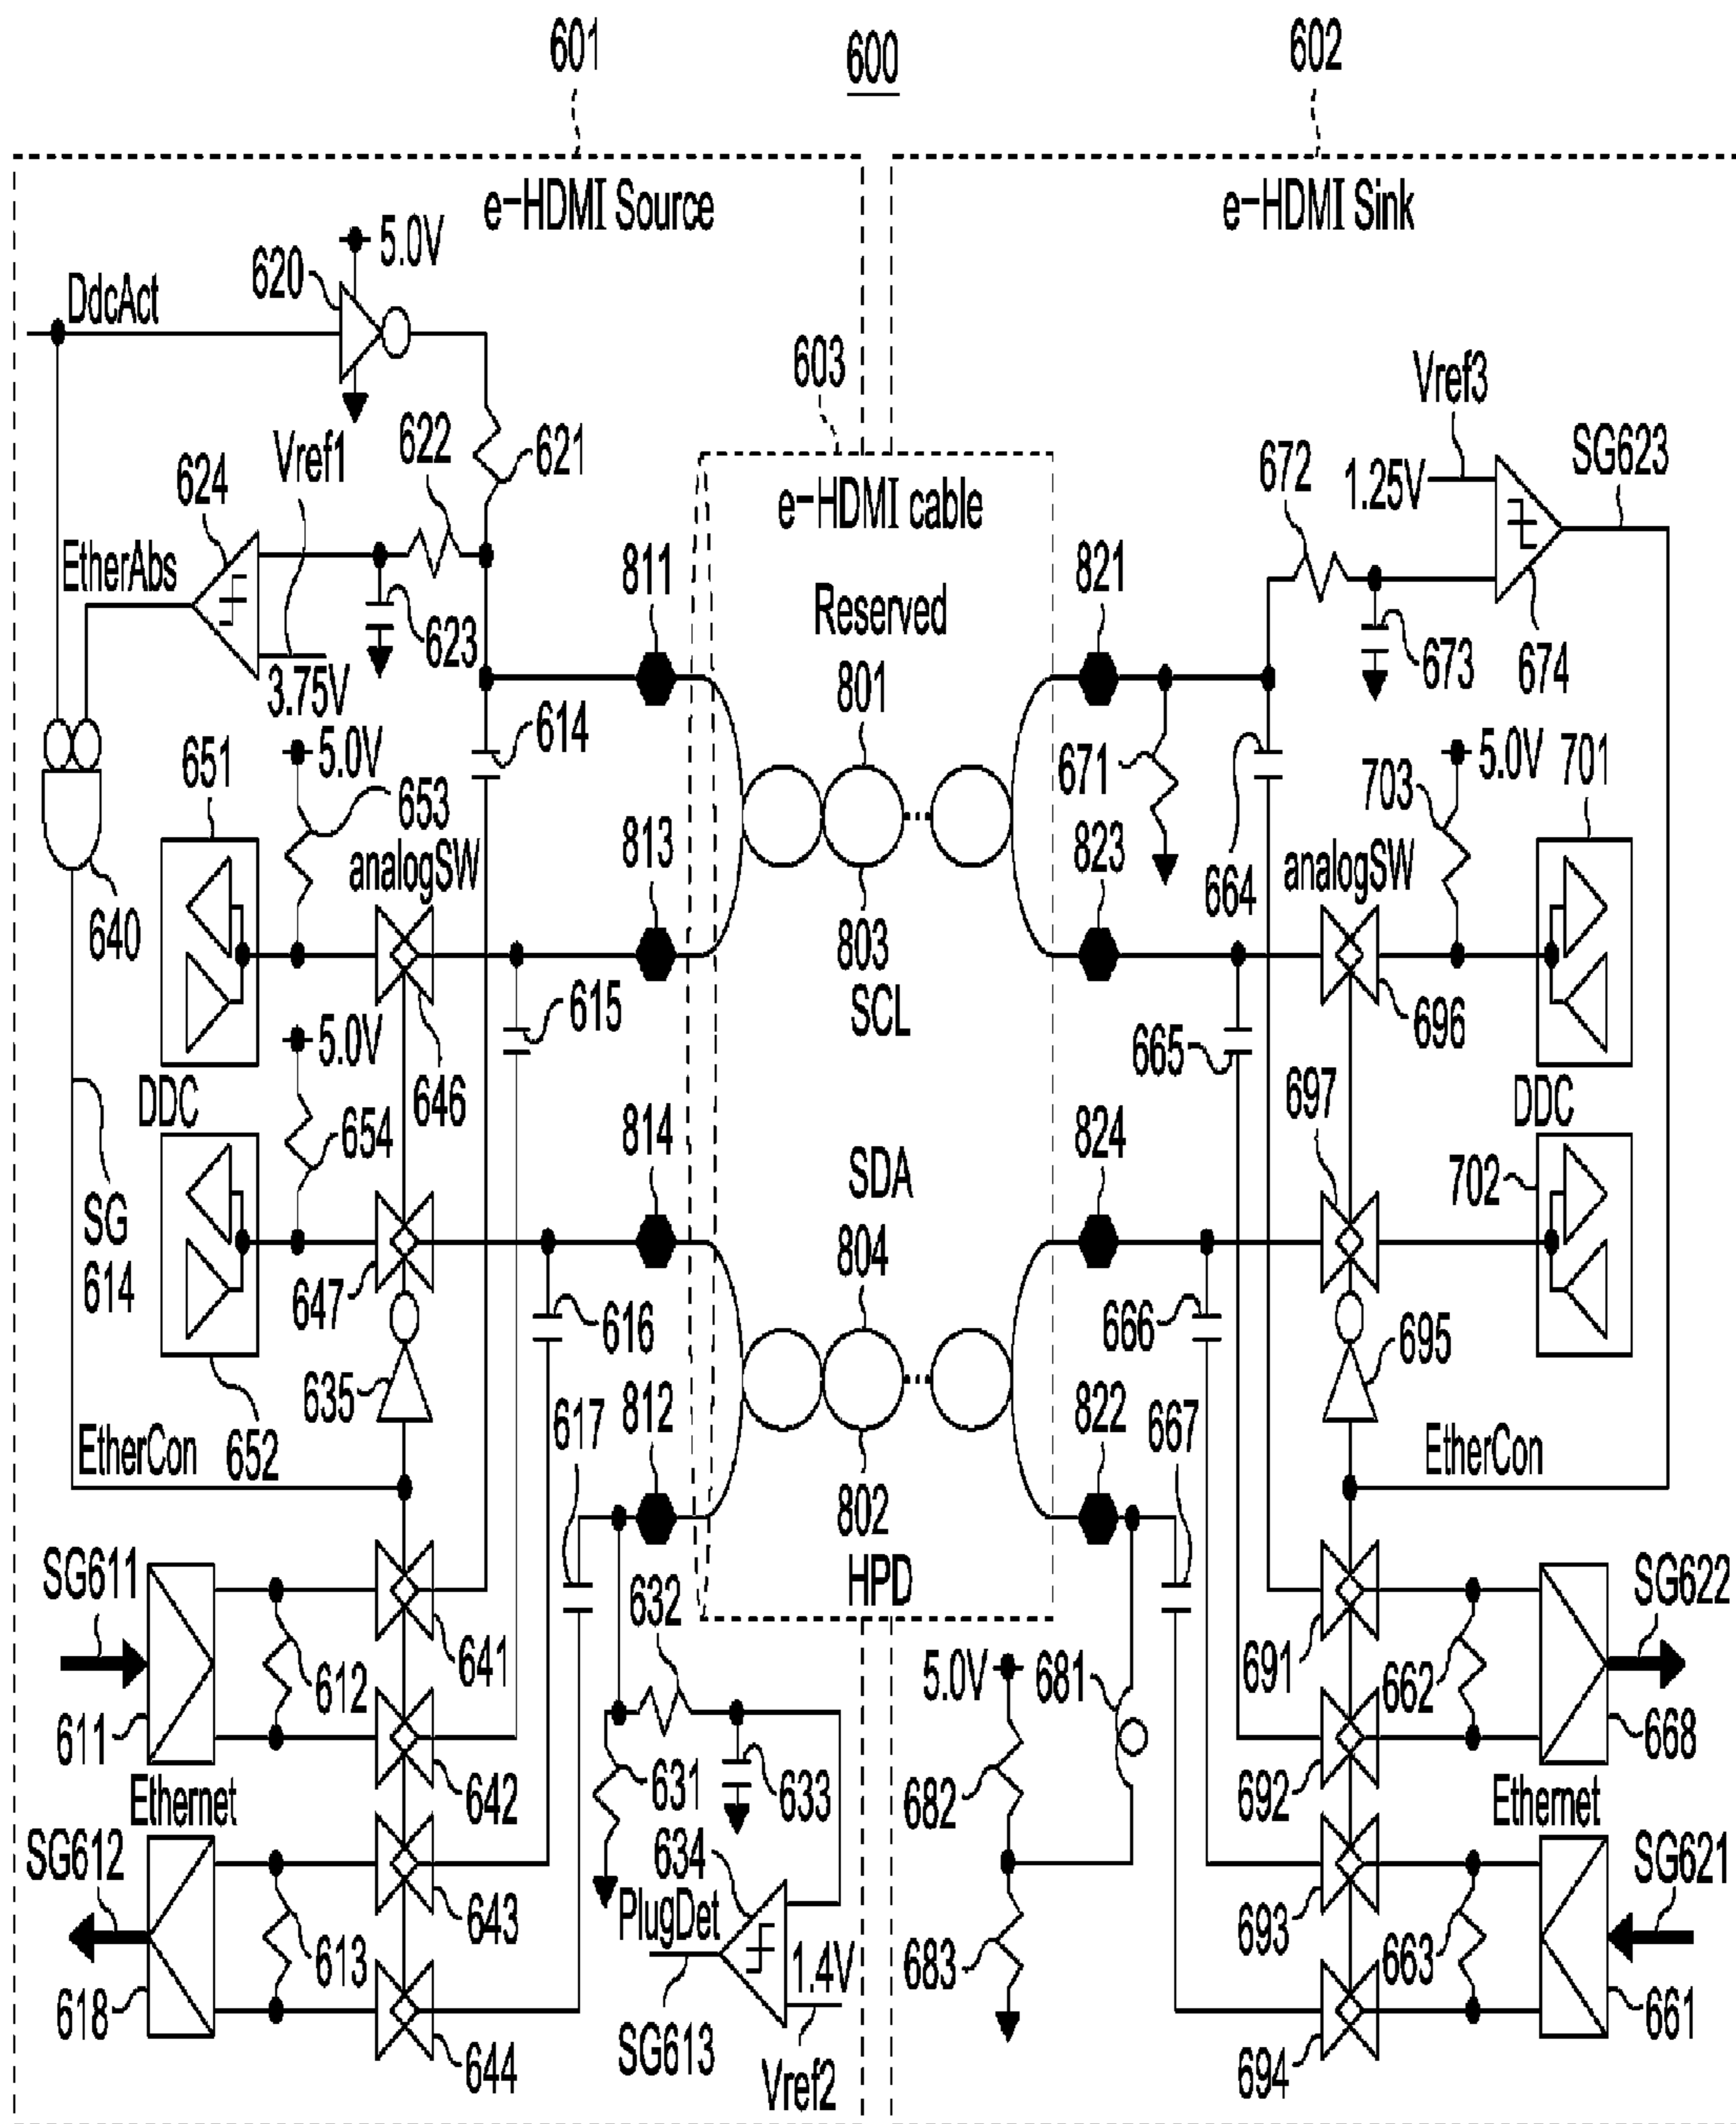 601
600
602
e-HDMI Source
e-HDMI Sink
5.0V
620
DdcAct
603
Vref3
Vref1
622
621
624
672
1.25V
SG623
e-HDMI cable
EtherAbs
811
821
Reserved
623
801
673
674
3.75V
614
651
5.0V
653
671
703
5.0V
701
analogSW
813
823
analogSW
664
640
803
615
SCL
696
5.0V
665
DDC
646
697
DDC
654
814
824
SDA
702
SG
614
804
647
616
666
635
695
617
812
822
667
EtherCon
652
EtherCon
802
HPD
SG611
632
SG622
641
5.0V
681
691
612
662
611
631
633
668
642
682
692
Ethernet
Ethernet
SG612
634
SG621
PlugDet
643
693
613
1.4V
683
663
618
661
SG613
644
Vref2
694